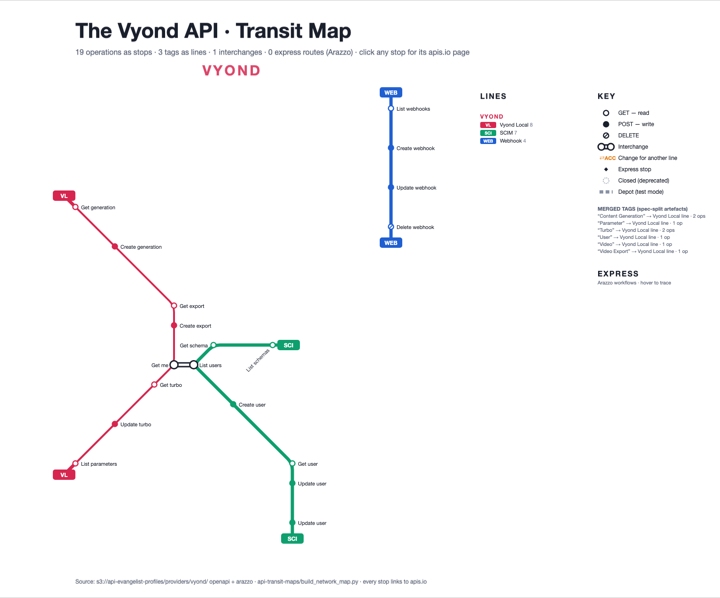 The Vyond API · Transit Map
19 operations as stops · 3 tags as lines · 1 interchanges · 0 express routes (Arazzo) · click any stop for its apis.io page
VYOND
WEB
List webhooks
Create webhook
Update webhook
Delete webhook
WEB
LINES
VYOND
VL Vyond Local 8
SCI SCIM 7
WEB Webhook 4
KEY
GET — read
POST — write
DELETE
Interchange
Change for another line
Express stop
Closed (deprecated)
Depot (test mode)
MERGED TAGS (spec-split artefacts)
"Content Generation" → Vyond Local line · 2 ops
"Parameter" → Vyond Local line · 1 op
"Turbo" → Vyond Local line · 2 ops
"User" → Vyond Local line · 1 op
"Video" → Vyond Local line · 1 op
"Video Export" → Vyond Local line · 1 op
EXPRESS
Arazzo workflows · hover to trace
VL
Get generation
Create generation
Get export
Create export
Get schema
SCI
List schemas
Get me
List users
Get turbo
Create user
Update turbo
List parameters
VL
Get user
Update user
Update user
SCI
Source: s3://api-evangelist-profiles/providers/vyond/ openapi + arazzo · api-transit-maps/build_network_map.py · every stop links to apis.io